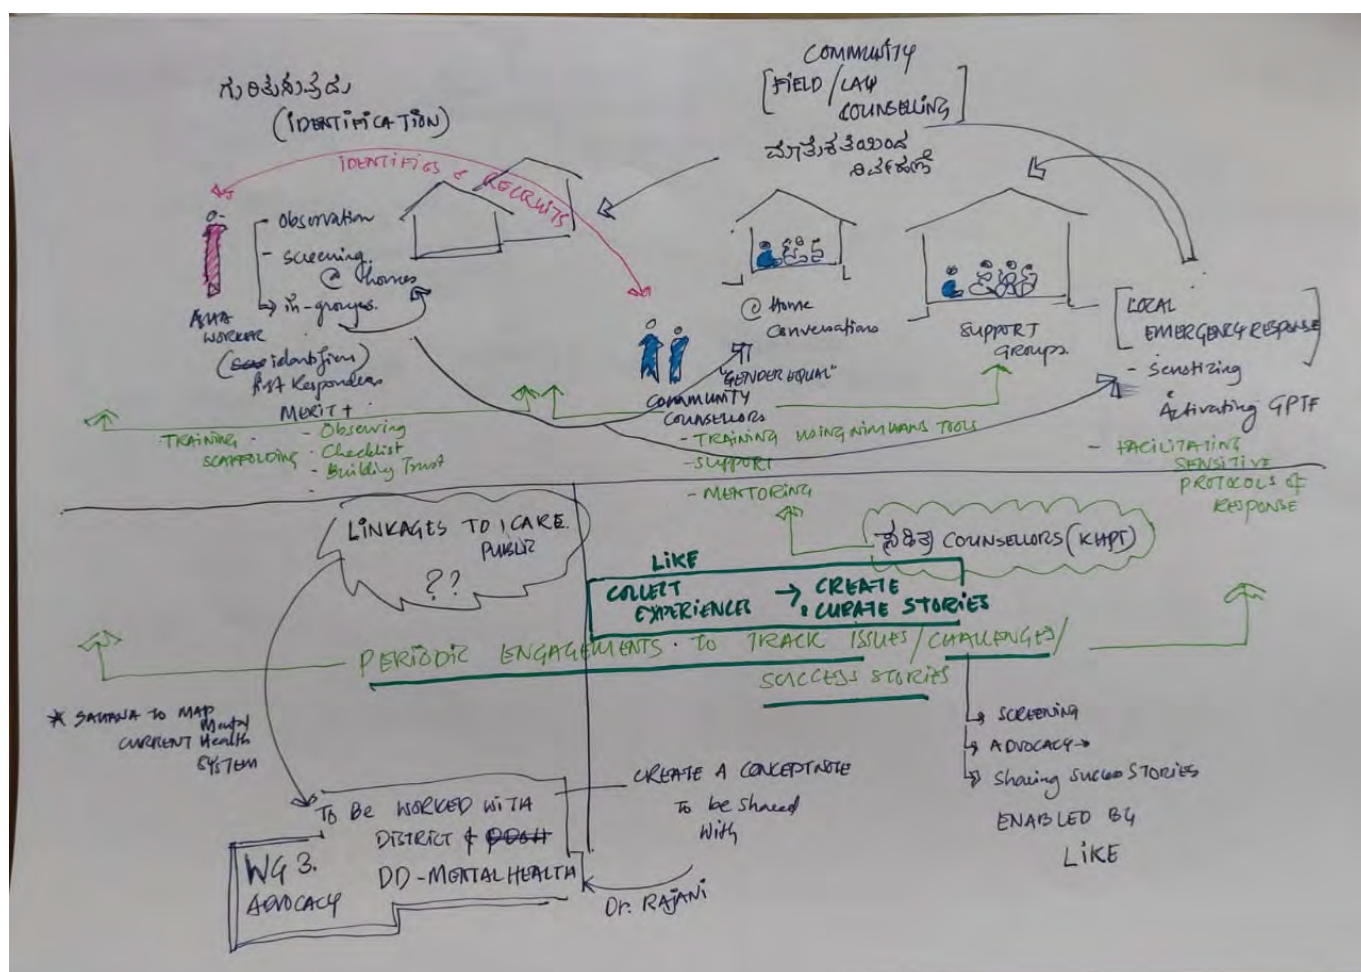 ಗುರಿತುಸುವುದು
(IDENTIFICATION)
IDENTIFIES & RECRUITS
- Observation
- screening
@ homes
→ in-groups.
ASHA
WORKER
identifiers)
First Responders
MERIT +
- Observing
- Checklist
- Building Trust
TRAINING
SCAFFOLDING
COMMUNITY
[FIELD / LAW
COUNSELLING]
@ Home
Conversations
"GENDER EQUAL"
SUPPORT
GROUPS
COMMUNITY
COUNSELLORS
- TRAINING USING NIMHANS TOOLS
- SUPPORT
- MENTORING
[LOCAL
EMERGENCY RESPONSE]
- Sensitizing
Activating GPTF
- FACILITATING
SENSITIVE
PROTOCOLS OF
RESPONSE
LINKAGES TO CARE
PUBLIC
??
COUNSELLORS (KHPT)
LIKE
COLLECT
EXPERIENCES → CREATE
& CURATE STORIES
PERIODIC ENGAGEMENTS TO TRACK ISSUES / CHALLENGES /
SUCCESS STORIES
* SAHANA TO MAP
CURRENT Mental
Health
SYSTEM
→ SCREENING
→ ADVOCACY →
→ Sharing SUCCESS STORIES
ENABLED BY
LIKE
TO BE WORKED WITH
DISTRICT &
DD - MENTAL HEALTH
WG 3.
ADVOCACY
CREATE A CONCEPT NOTE
To be shared
with
Dr. RAJANI